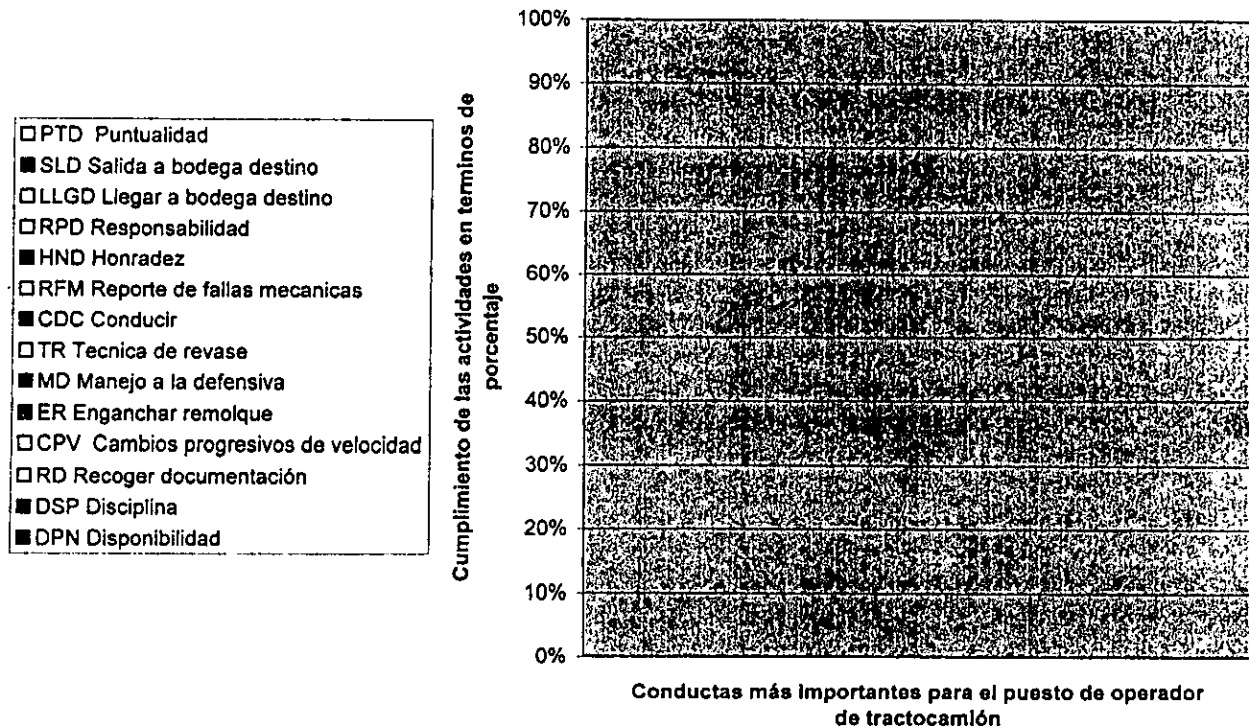 PTD Puntualidad
SLD Salida a bodega destino
LLGD Llegar a bodega destino
RPD Responsabilidad
HND Honradez
RFM Reporte de fallas mecanicas
CDC Conducir
TR Tecnica de revase
MD Manejo a la defensiva
ER Enganchar remolque
CPV Cambios progresivos de velocidad
RD Recoger documentación
DSP Disciplina
DPN Disponibilidad
Cumplimiento de las actividades en terminos de
porcentaje
100%
90%
80%
70%
60%
50%
40%
30%
20%
10%
0%
Conductas más importantes para el puesto de operador
de tractocamión